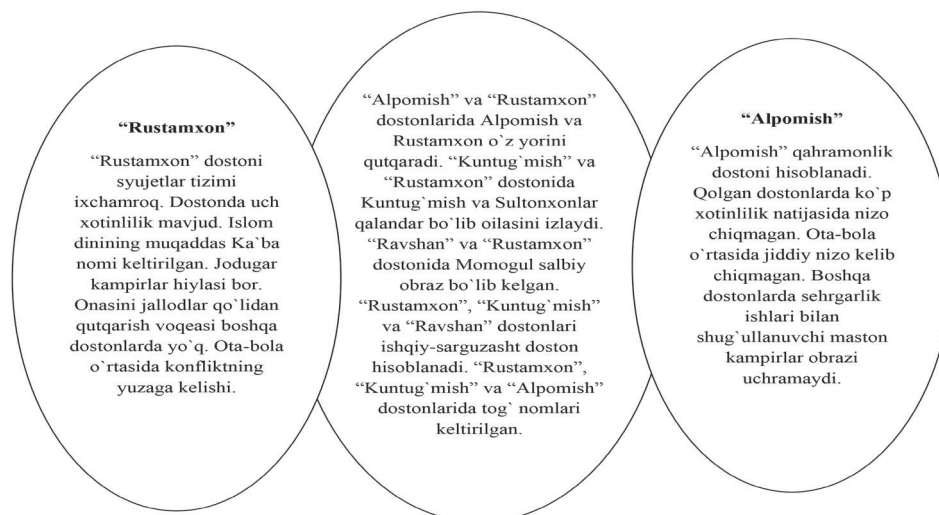 “Rustamxon”
“Rustamxon” dostoni
syujetlar tizimi
ixchamroq. Dostonda uch
xotinlilik mavjud. Islom
dinining muqaddas Ka`ba
nomi keltirilgan. Jodugar
kampirlar hiylasi bor.
Onasini jallodlar qo`lidan
qutqarish voqeasi boshqa
dostonlarda yo`q. Ota-bola
o`rtasida konfliktning
yuzaga kelishi.
“Alpomish” va “Rustamxon”
dostonlarida Alpomish va
Rustamxon o`z yorini
qutqaradi. “Kuntug`mish” va
“Rustamxon” dostonida
Kuntug`mish va Sultonxonlar
qalandar bo`lib oilasini izlaydi.
“Ravshan” va “Rustamxon”
dostonida Momogul salbiy
obraz bo`lib kelgan.
“Rustamxon”, “Kuntug`mish”
va “Ravshan” dostonlari
ishqiy-sarguzasht doston
hisoblanadi. “Rustamxon”,
“Kuntug`mish” va “Alpomish”
dostonlarida tog` nomlari
keltirilgan.
“Alpomish”
“Alpomish” qahramonlik
dostoni hisoblanadi.
Qolgan dostonlarda ko`p
xotinlilik natijasida nizo
chiqmagan. Ota-bola
o`rtasida jiddiy nizo kelib
chiqmagan. Boshqa
dostonlarda sehrgarlik
ishlari bilan
shug`ullanuvchi maston
kampirlar obrazi
uchramaydi.